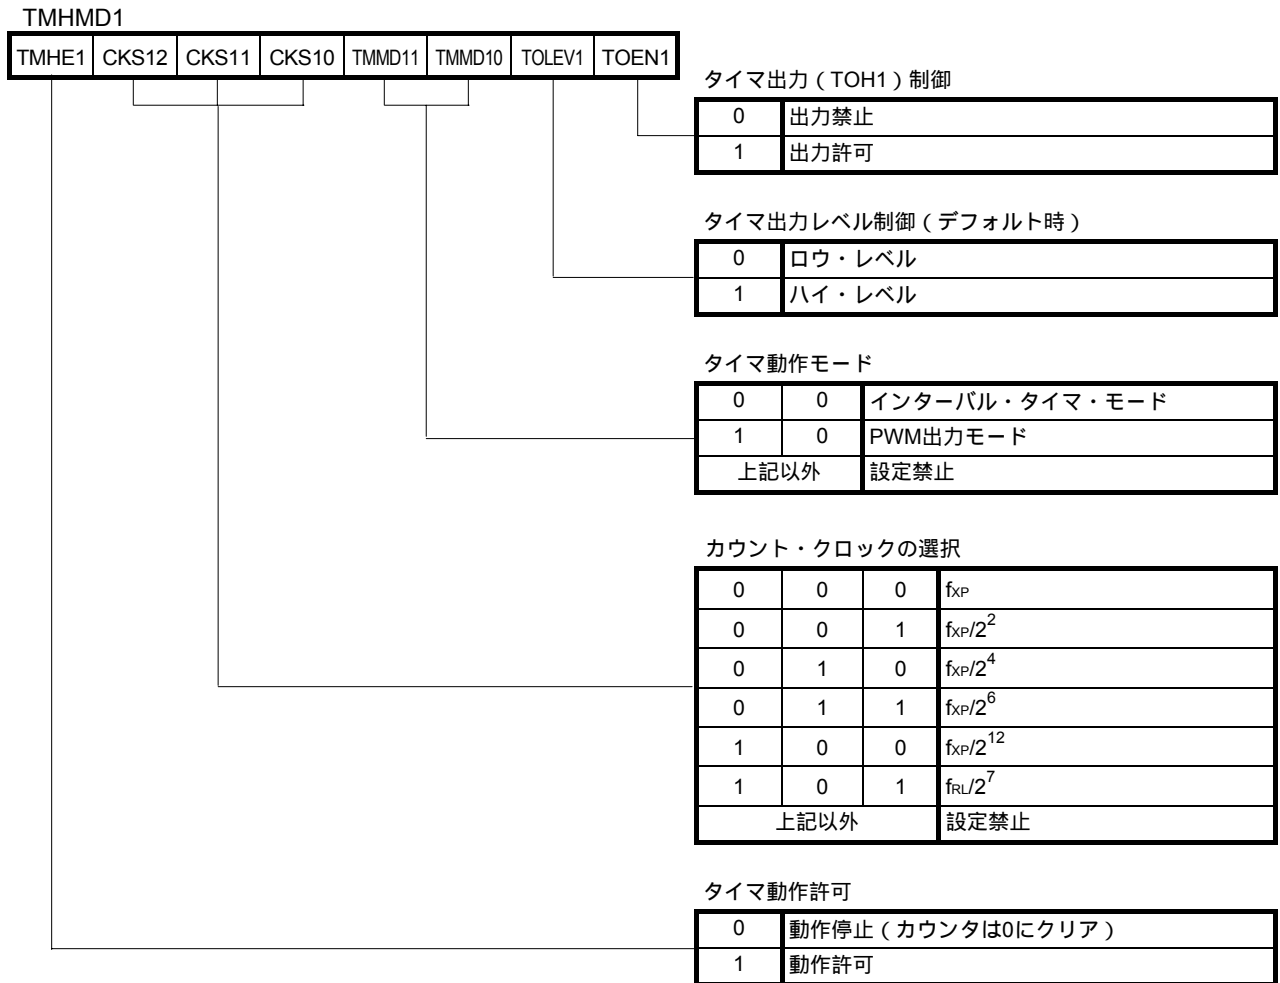 TMHMD1
TMHE1 CKS12 CKS11 CKS10 TMMD11 TMMD10 TOLEV1 TOEN1
タイマ出力（TOH1）制御
0 出力禁止
1 出力許可
タイマ出力レベル制御（デフォルト時）
0 ロウ・レベル
1 ハイ・レベル
タイマ動作モード
0 0 インターバル・タイマ・モード
1 0 PWM出力モード
上記以外 設定禁止
カウント・クロックの選択
0 0 0 fXP
0 0 1 fXP/2^2
0 1 0 fXP/2^4
0 1 1 fXP/2^6
1 0 0 fXP/2^12
1 0 1 fRL/2^7
上記以外 設定禁止
タイマ動作許可
0 動作停止（カウンタは0にクリア）
1 動作許可